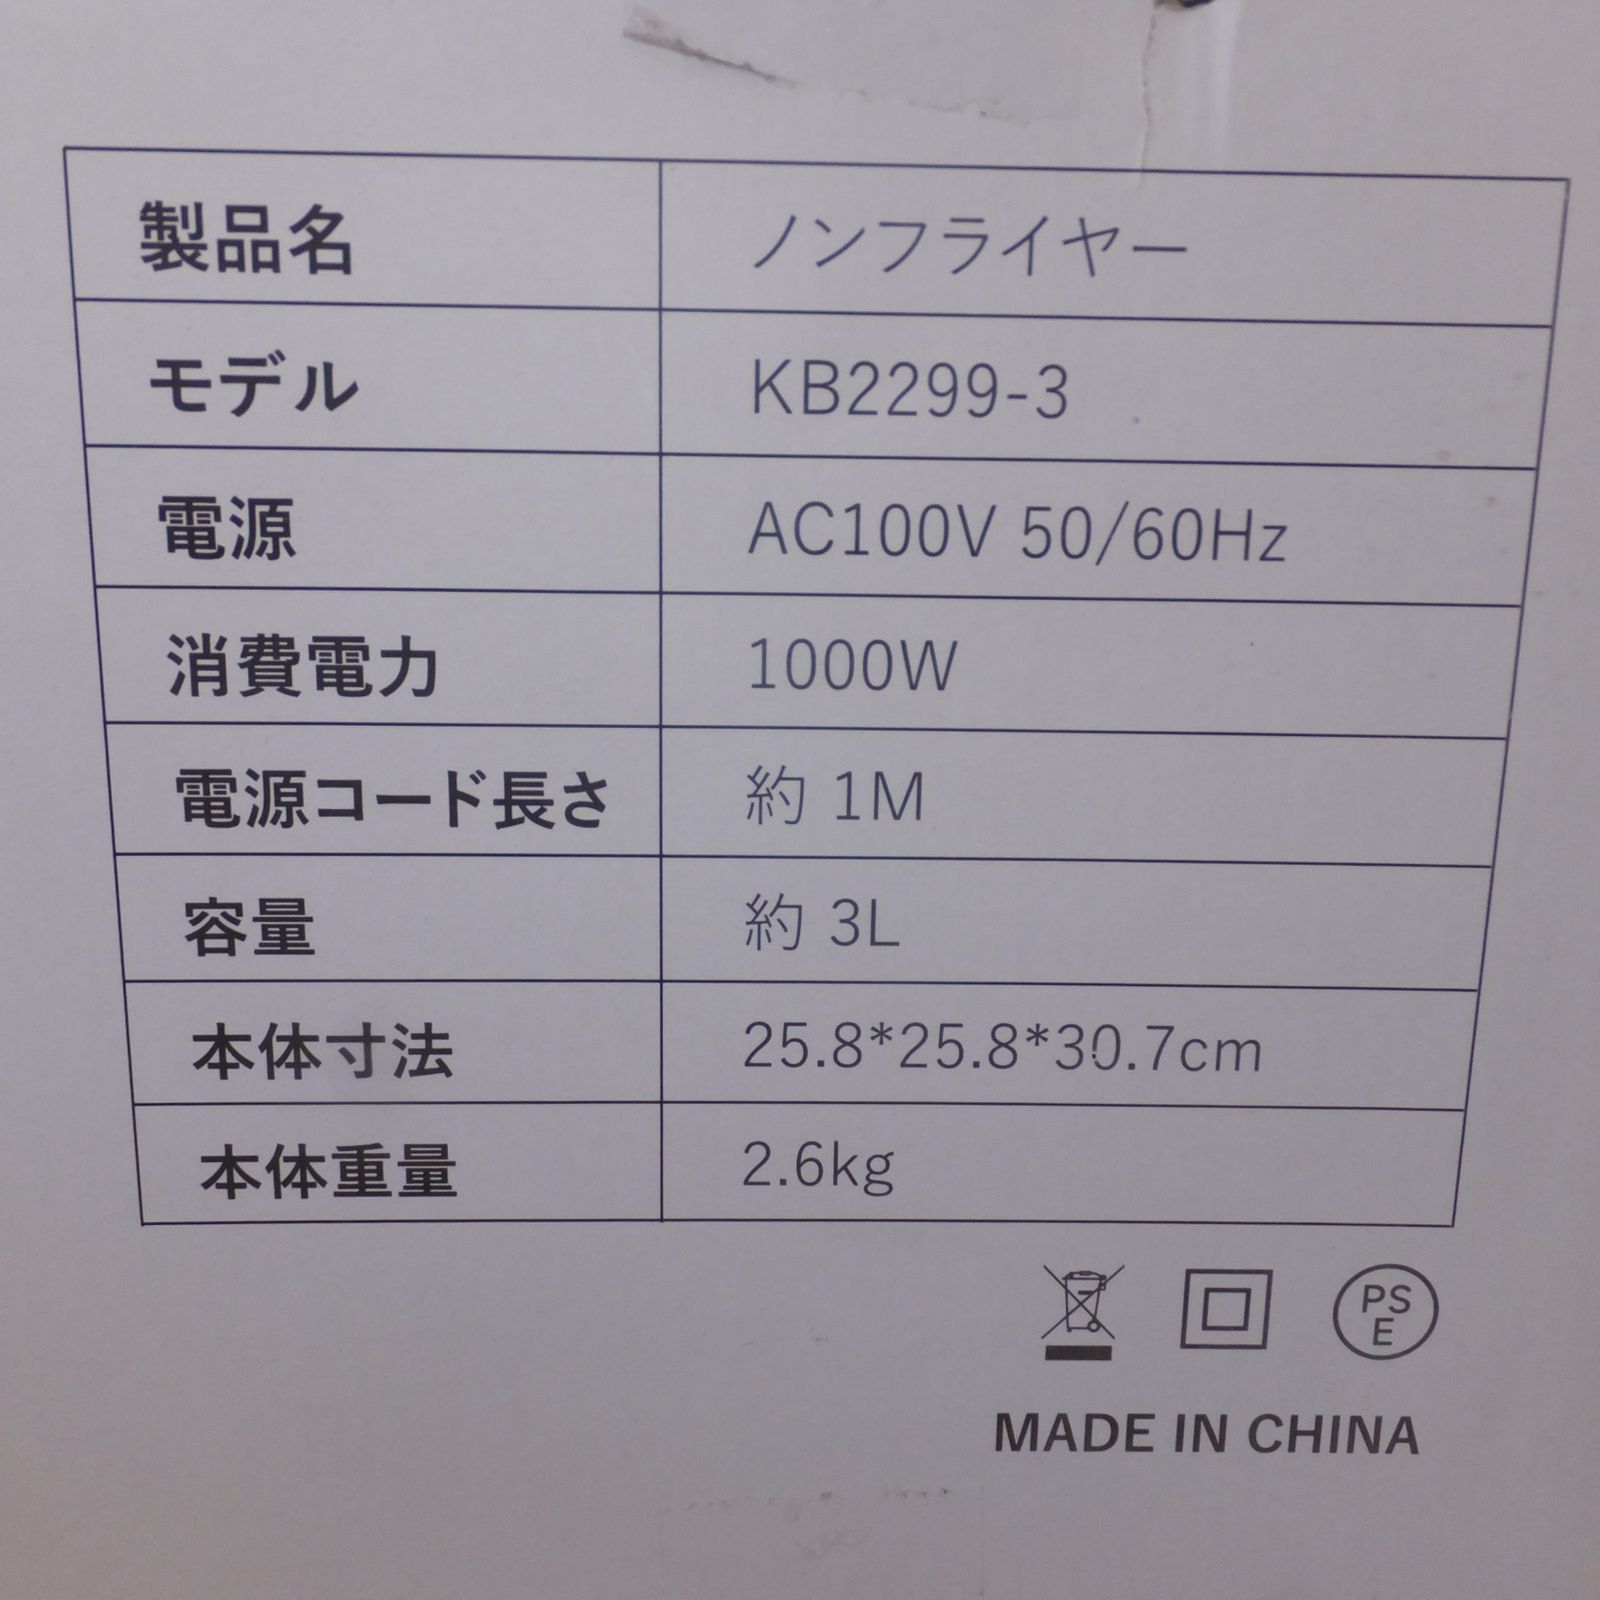 製品名 ノンフライヤー
モデル KB2299-3
電源 AC100V 50/60Hz
消費電力 1000W
電源コード長さ 約 1M
容量 約 3L
本体寸法 25.8*25.8*30.7cm
本体重量 2.6kg
PS
E
MADE IN CHINA